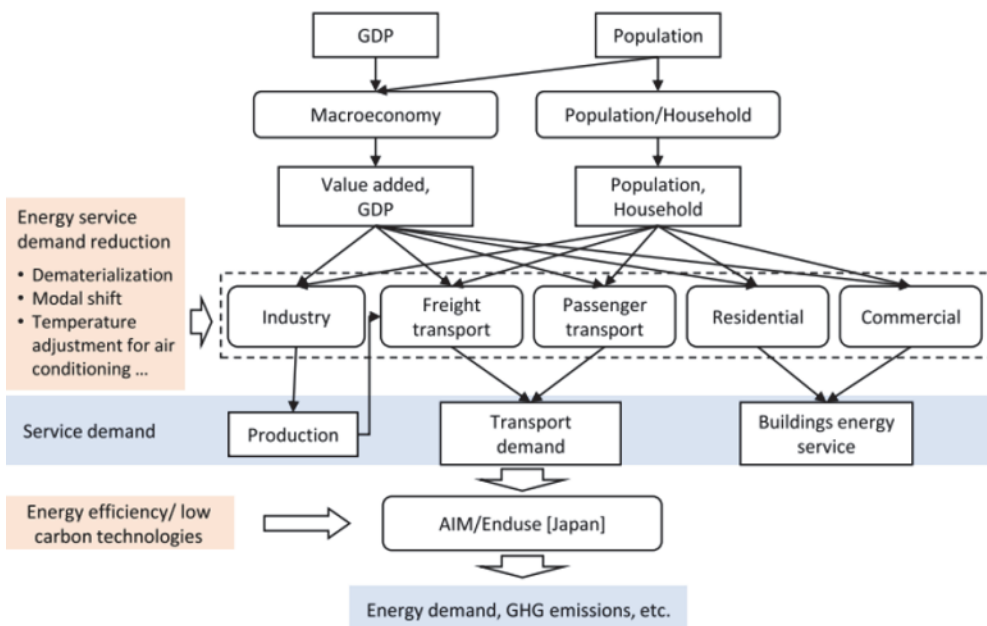 GDP
Population
Macroeconomy
Population/Household
Value added,
GDP
Population,
Household
Energy service
demand reduction
• Dematerialization
• Modal shift
• Temperature
adjustment for air
conditioning ...
Industry
Freight
transport
Passenger
transport
Residential
Commercial
Service demand
Production
Transport
demand
Buildings energy
service
Energy efficiency/ low
carbon technologies
AIM/Enduse [Japan]
Energy demand, GHG emissions, etc.